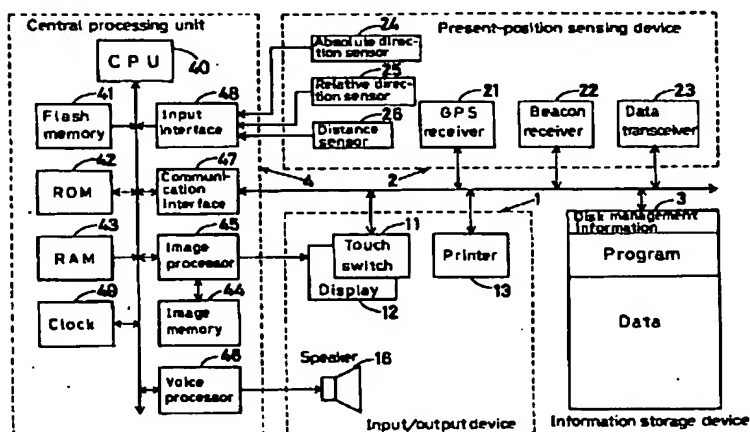 Central processing unit
CPU
40
41
Flash memory
48
Input interface
42
ROM
47
Communication Interface
43
RAM
45
Image processor
49
Clock
44
Image memory
46
Voice processor
4
Present-position sensing device
24
Absolute direction sensor
25
Relative direction sensor
26
Distance sensor
21
GPS receiver
22
Beacon receiver
23
Data transceiver
2
1
11
Touch switch
Display
12
Printer
13
Speaker
16
Input/output device
3
Disk management information
Program
Data
Information storage device